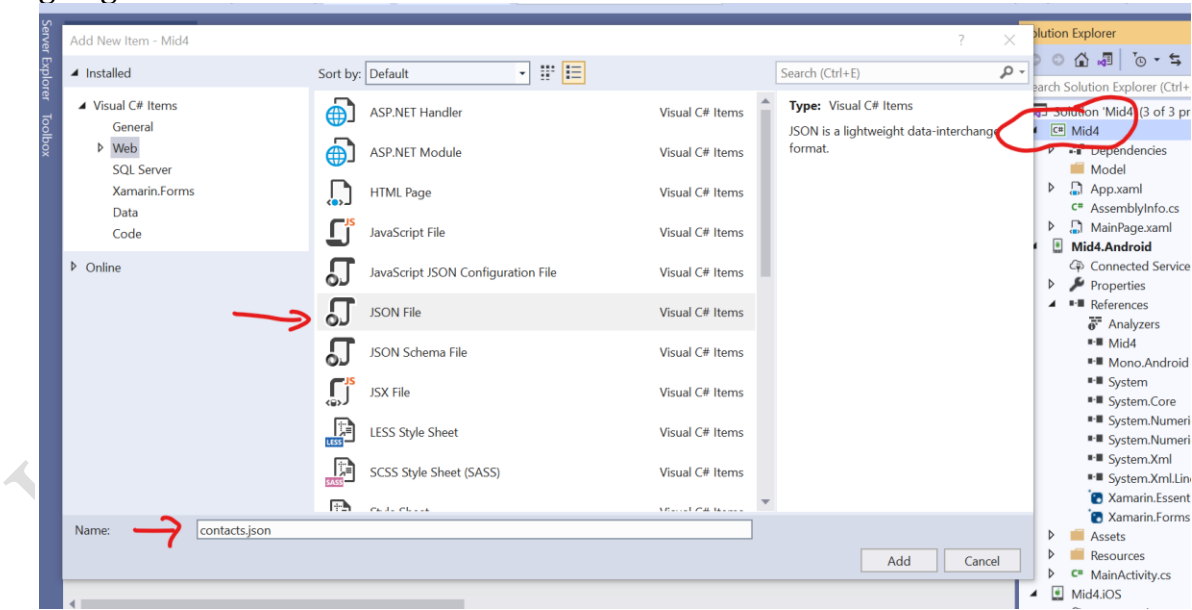 Server Explorer
Toolbox
Add New Item - Mid4
? ×
Installed
Visual C# Items
General
Web
SQL Server
Xamarin.Forms
Data
Code
Online
Sort by: Default
ASP.NET Handler Visual C# Items
ASP.NET Module Visual C# Items
HTML Page Visual C# Items
JavaScript File Visual C# Items
JavaScript JSON Configuration File Visual C# Items
JSON File Visual C# Items
JSON Schema File Visual C# Items
JSX File Visual C# Items
LESS Style Sheet Visual C# Items
SCSS Style Sheet (SASS) Visual C# Items
Search (Ctrl+E)
Type: Visual C# Items
JSON is a lightweight data-interchange
format.
Name: contacts.json
Add Cancel
olution Explorer
earch Solution Explorer (Ctrl+
Solution 'Mid4' (3 of 3 pr
C# Mid4
Dependencies
Model
App.xaml
C# AssemblyInfo.cs
MainPage.xaml
Mid4.Android
Connected Service
Properties
References
Analyzers
Mid4
Mono.Android
System
System.Core
System.Numeri
System.Numeri
System.Xml
System.Xml.Lin
Xamarin.Essent
Xamarin.Forms
Assets
Resources
C# MainActivity.cs
Mid4.iOS